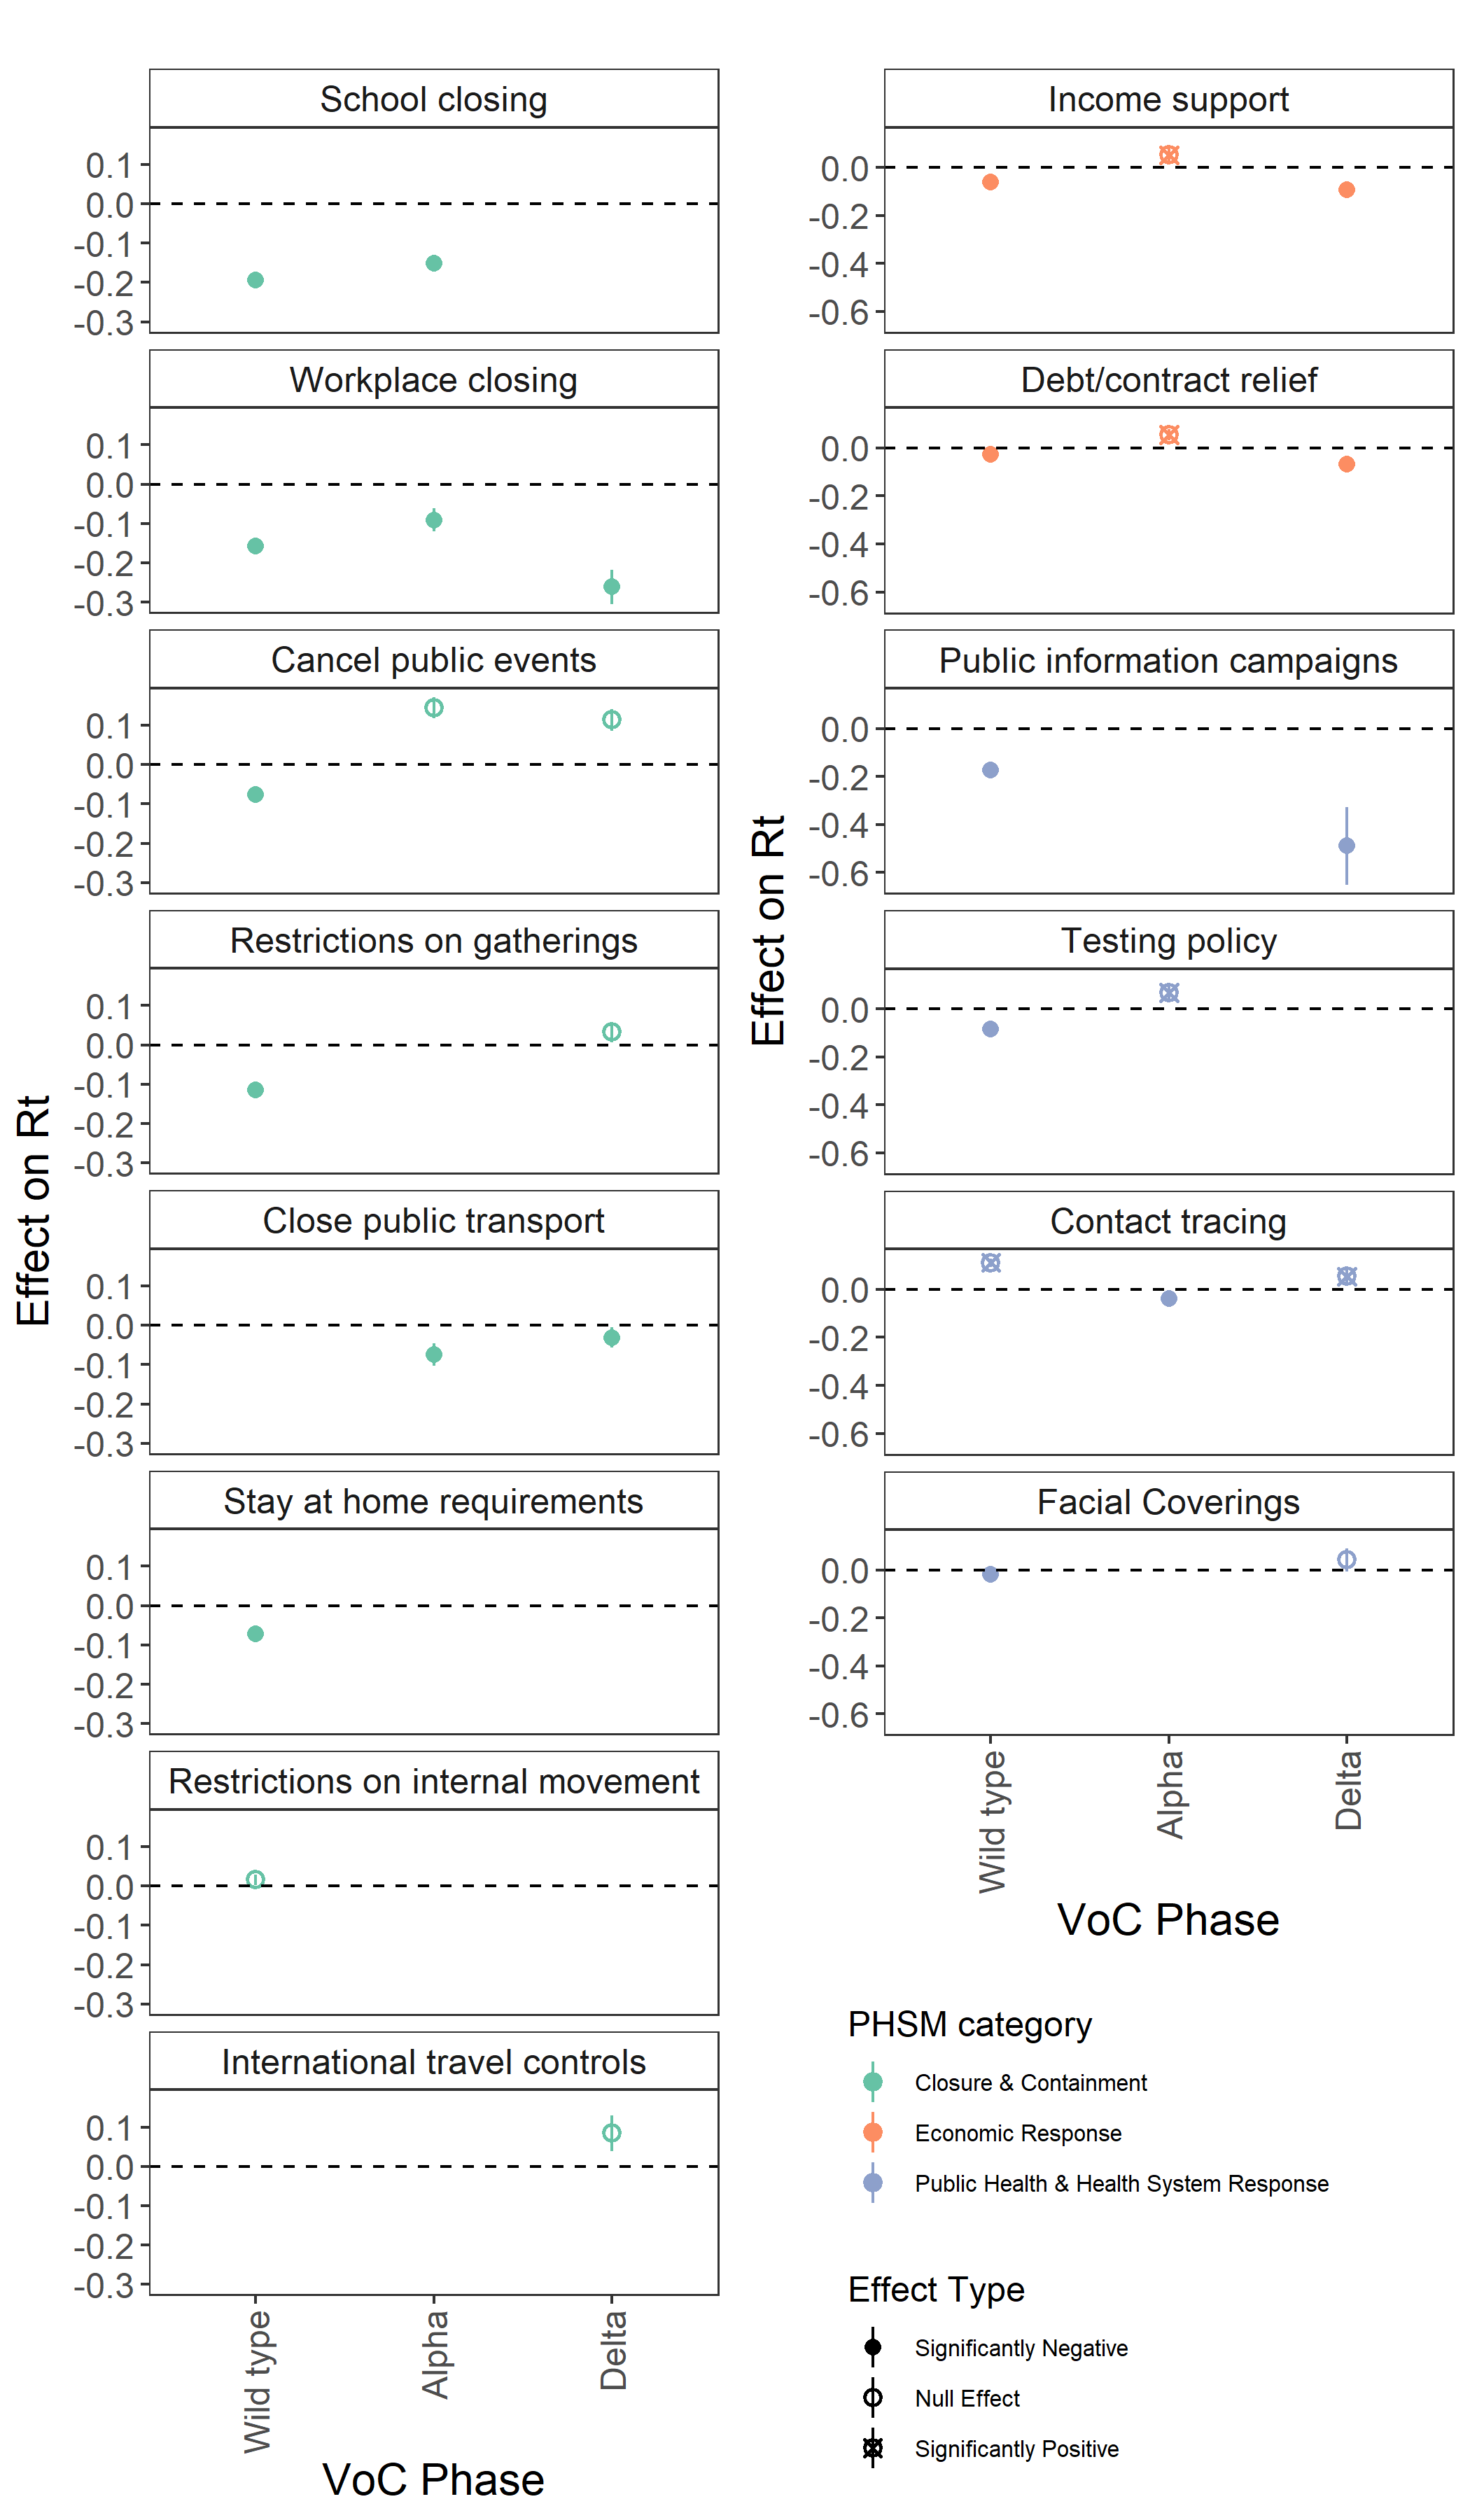 School closing
0.1
0.0
-0.1
-0.2
-0.3
Workplace closing
0.1
0.0
-0.1
-0.2
-0.3
Cancel public events
0.1
0.0
-0.1
-0.2
-0.3
Restrictions on gatherings
0.1
0.0
-0.1
-0.2
-0.3
Close public transport
0.1
0.0
-0.1
-0.2
-0.3
Stay at home requirements
0.1
0.0
-0.1
-0.2
-0.3
Restrictions on internal movement
0.1
0.0
-0.1
-0.2
-0.3
International travel controls
0.1
0.0
-0.1
-0.2
-0.3
Effect on Rt
Wild type
Alpha
Delta
VoC Phase
Income support
0.0
-0.2
-0.4
-0.6
Debt/contract relief
0.0
-0.2
-0.4
-0.6
Public information campaigns
0.0
-0.2
-0.4
-0.6
Testing policy
0.0
-0.2
-0.4
-0.6
Contact tracing
0.0
-0.2
-0.4
-0.6
Facial Coverings
0.0
-0.2
-0.4
-0.6
Effect on Rt
Wild type
Alpha
Delta
VoC Phase
PHSM category
Closure & Containment
Economic Response
Public Health & Health System Response
Effect Type
Significantly Negative
Null Effect
Significantly Positive